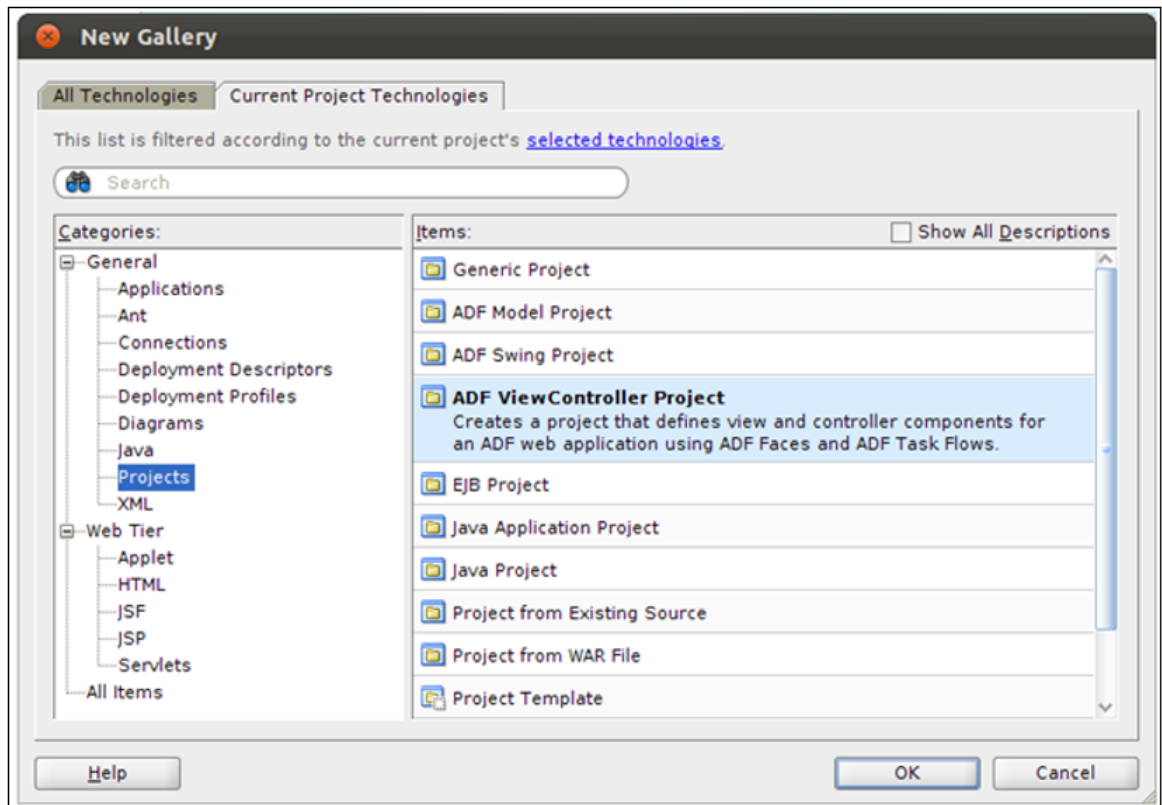 New Gallery
All Technologies
Current Project Technologies
This list is filtered according to the current project's selected technologies.
Search
Categories:
General
Applications
Ant
Connections
Deployment Descriptors
Deployment Profiles
Diagrams
Java
Projects
XML
Web Tier
Applet
HTML
JSF
JSP
Servlets
All Items
Items:
Show All Descriptions
Generic Project
ADF Model Project
ADF Swing Project
ADF ViewController Project
Creates a project that defines view and controller components for
an ADF web application using ADF Faces and ADF Task Flows.
EJB Project
Java Application Project
Java Project
Project from Existing Source
Project from WAR File
Project Template
Help
OK
Cancel